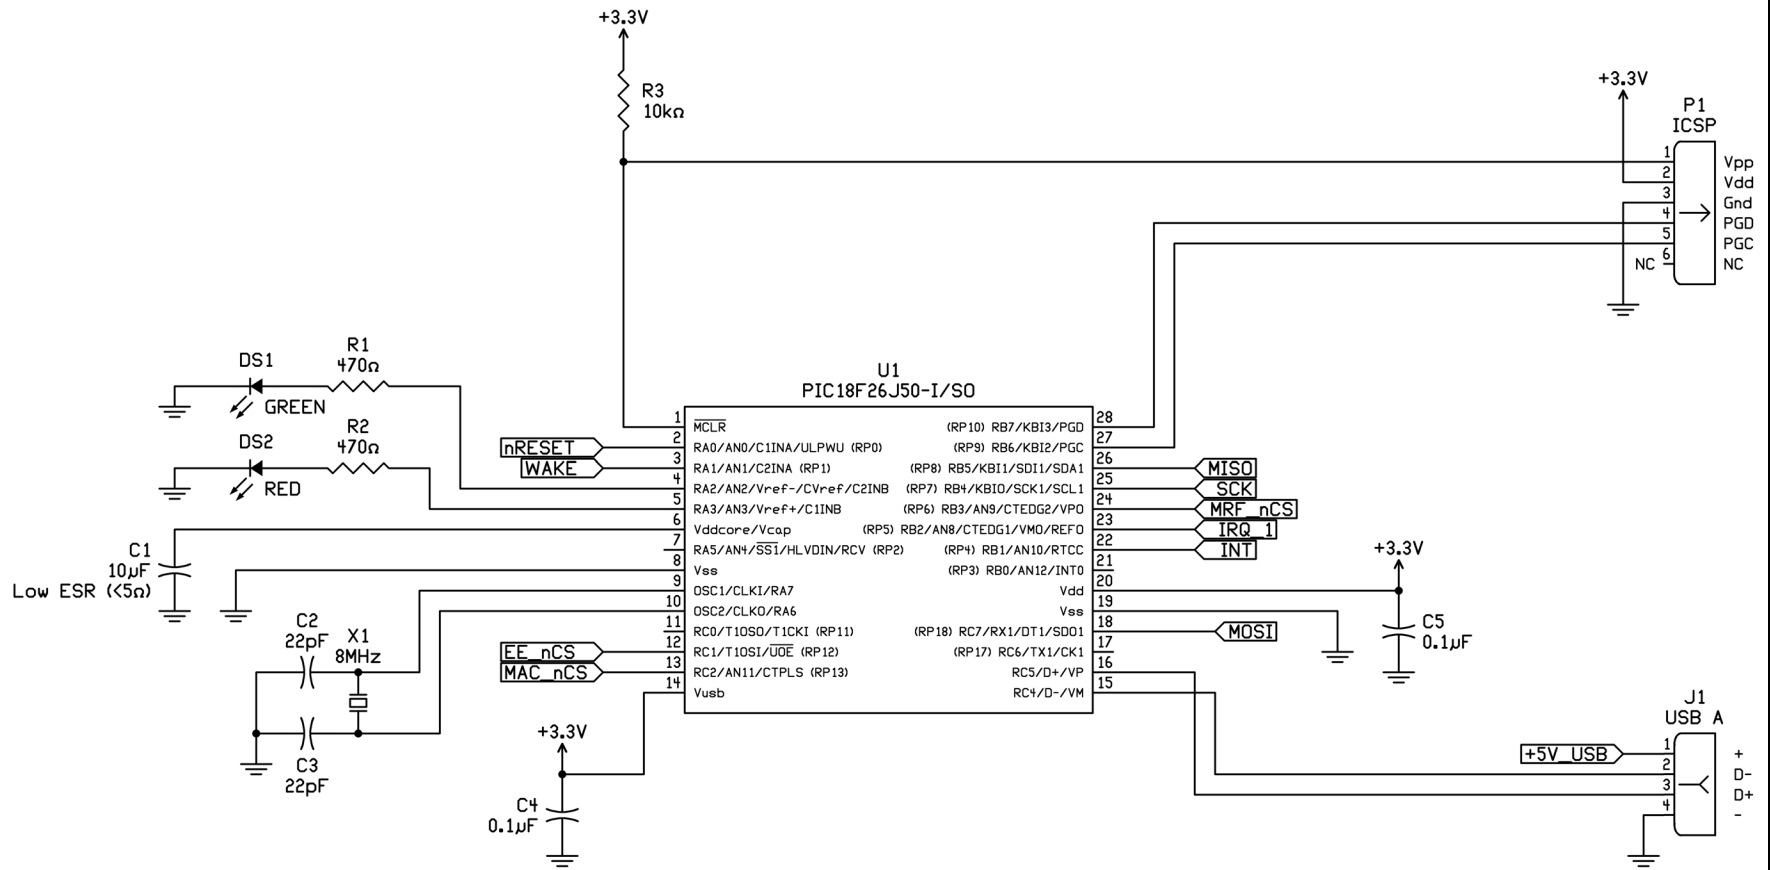 +3.3V
R3
10kΩ
+3.3V
P1
ICSP
1 Vpp
2 Vdd
3 Gnd
4 PGD
5 PGC
NC 6 NC
R1
470Ω
DS1
GREEN
R2
470Ω
DS2
RED
C1
10µF
Low ESR (<5Ω)
C2
22pF
X1
8MHz
C3
22pF
U1
PIC18F26J50-I/SO
1 MCLR
nRESET 2 RA0/AN0/C1INA/ULPWU (RP0)
WAKE 3 RA1/AN1/C2INA (RP1)
4 RA2/AN2/Vref-/CVref/C2INB
5 RA3/AN3/Vref+/C1INB
6 Vddcore/Vcap
7 RA5/AN4/SS1/HLVDIN/RCV (RP2)
8 Vss
9 OSC1/CLKI/RA7
10 OSC2/CLKO/RA6
11 RC0/T1OSO/T1CKI (RP11)
EE_nCS 12 RC1/T1OSI/UOE (RP12)
MAC_nCS 13 RC2/AN11/CTPLS (RP13)
14 Vusb
(RP10) RB7/KBI3/PGD 28
(RP9) RB6/KBI2/PGC 27
(RP8) RB5/KBI1/SDI1/SDA1 26 MISO
(RP7) RB4/KBI0/SCK1/SCL1 25 SCK
(RP6) RB3/AN9/CTEDG2/VPO 24 MRF_nCS
(RP5) RB2/AN8/CTEDG1/VMO/REFO 23 IRQ_1
(RP4) RB1/AN10/RTCC 22 INT
(RP3) RB0/AN12/INT0 21
Vdd 20
Vss 19
(RP18) RC7/RX1/DT1/SDO1 18 MOSI
(RP17) RC6/TX1/CK1 17
RC5/D+/VP 16
RC4/D-/VM 15
+3.3V
C5
0.1µF
+3.3V
C4
0.1µF
J1
USB A
+5V_USB 1 +
2 D-
3 D+
4 -